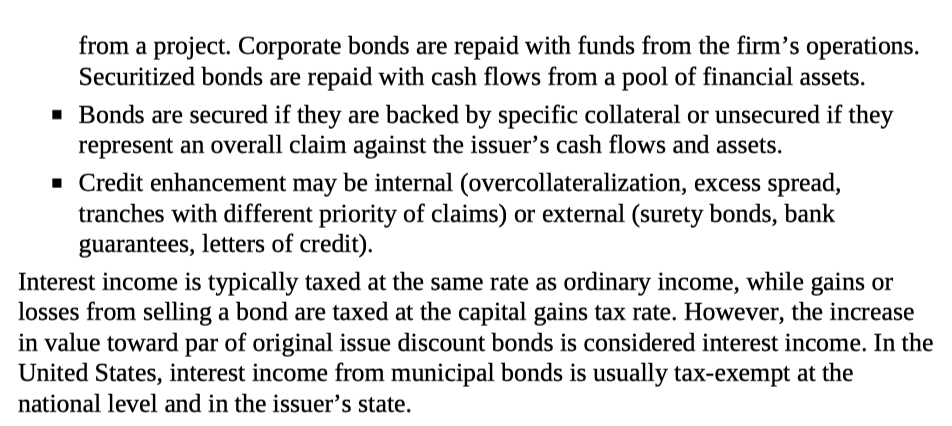 from a project. Corporate bonds are repaid with funds from the firm’s operations.
Securitized bonds are repaid with cash flows from a pool of financial assets.
▪ Bonds are secured if they are backed by specific collateral or unsecured if they
represent an overall claim against the issuer’s cash flows and assets.
▪ Credit enhancement may be internal (overcollateralization, excess spread,
tranches with different priority of claims) or external (surety bonds, bank
guarantees, letters of credit).
Interest income is typically taxed at the same rate as ordinary income, while gains or
losses from selling a bond are taxed at the capital gains tax rate. However, the increase
in value toward par of original issue discount bonds is considered interest income. In the
United States, interest income from municipal bonds is usually tax-exempt at the
national level and in the issuer’s state.